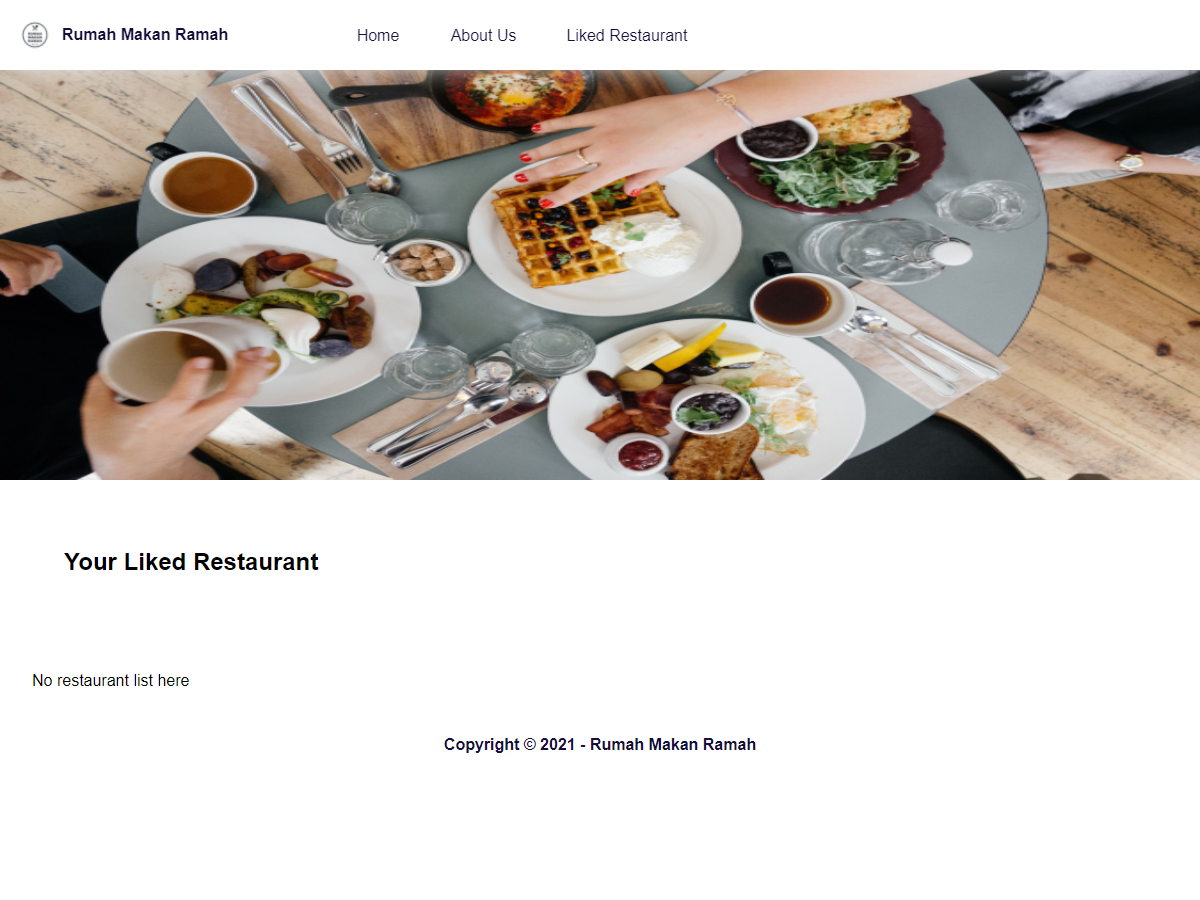 Rumah Makan Ramah
Home
About Us
Liked Restaurant
Your Liked Restaurant
No restaurant list here
Copyright © 2021 - Rumah Makan Ramah